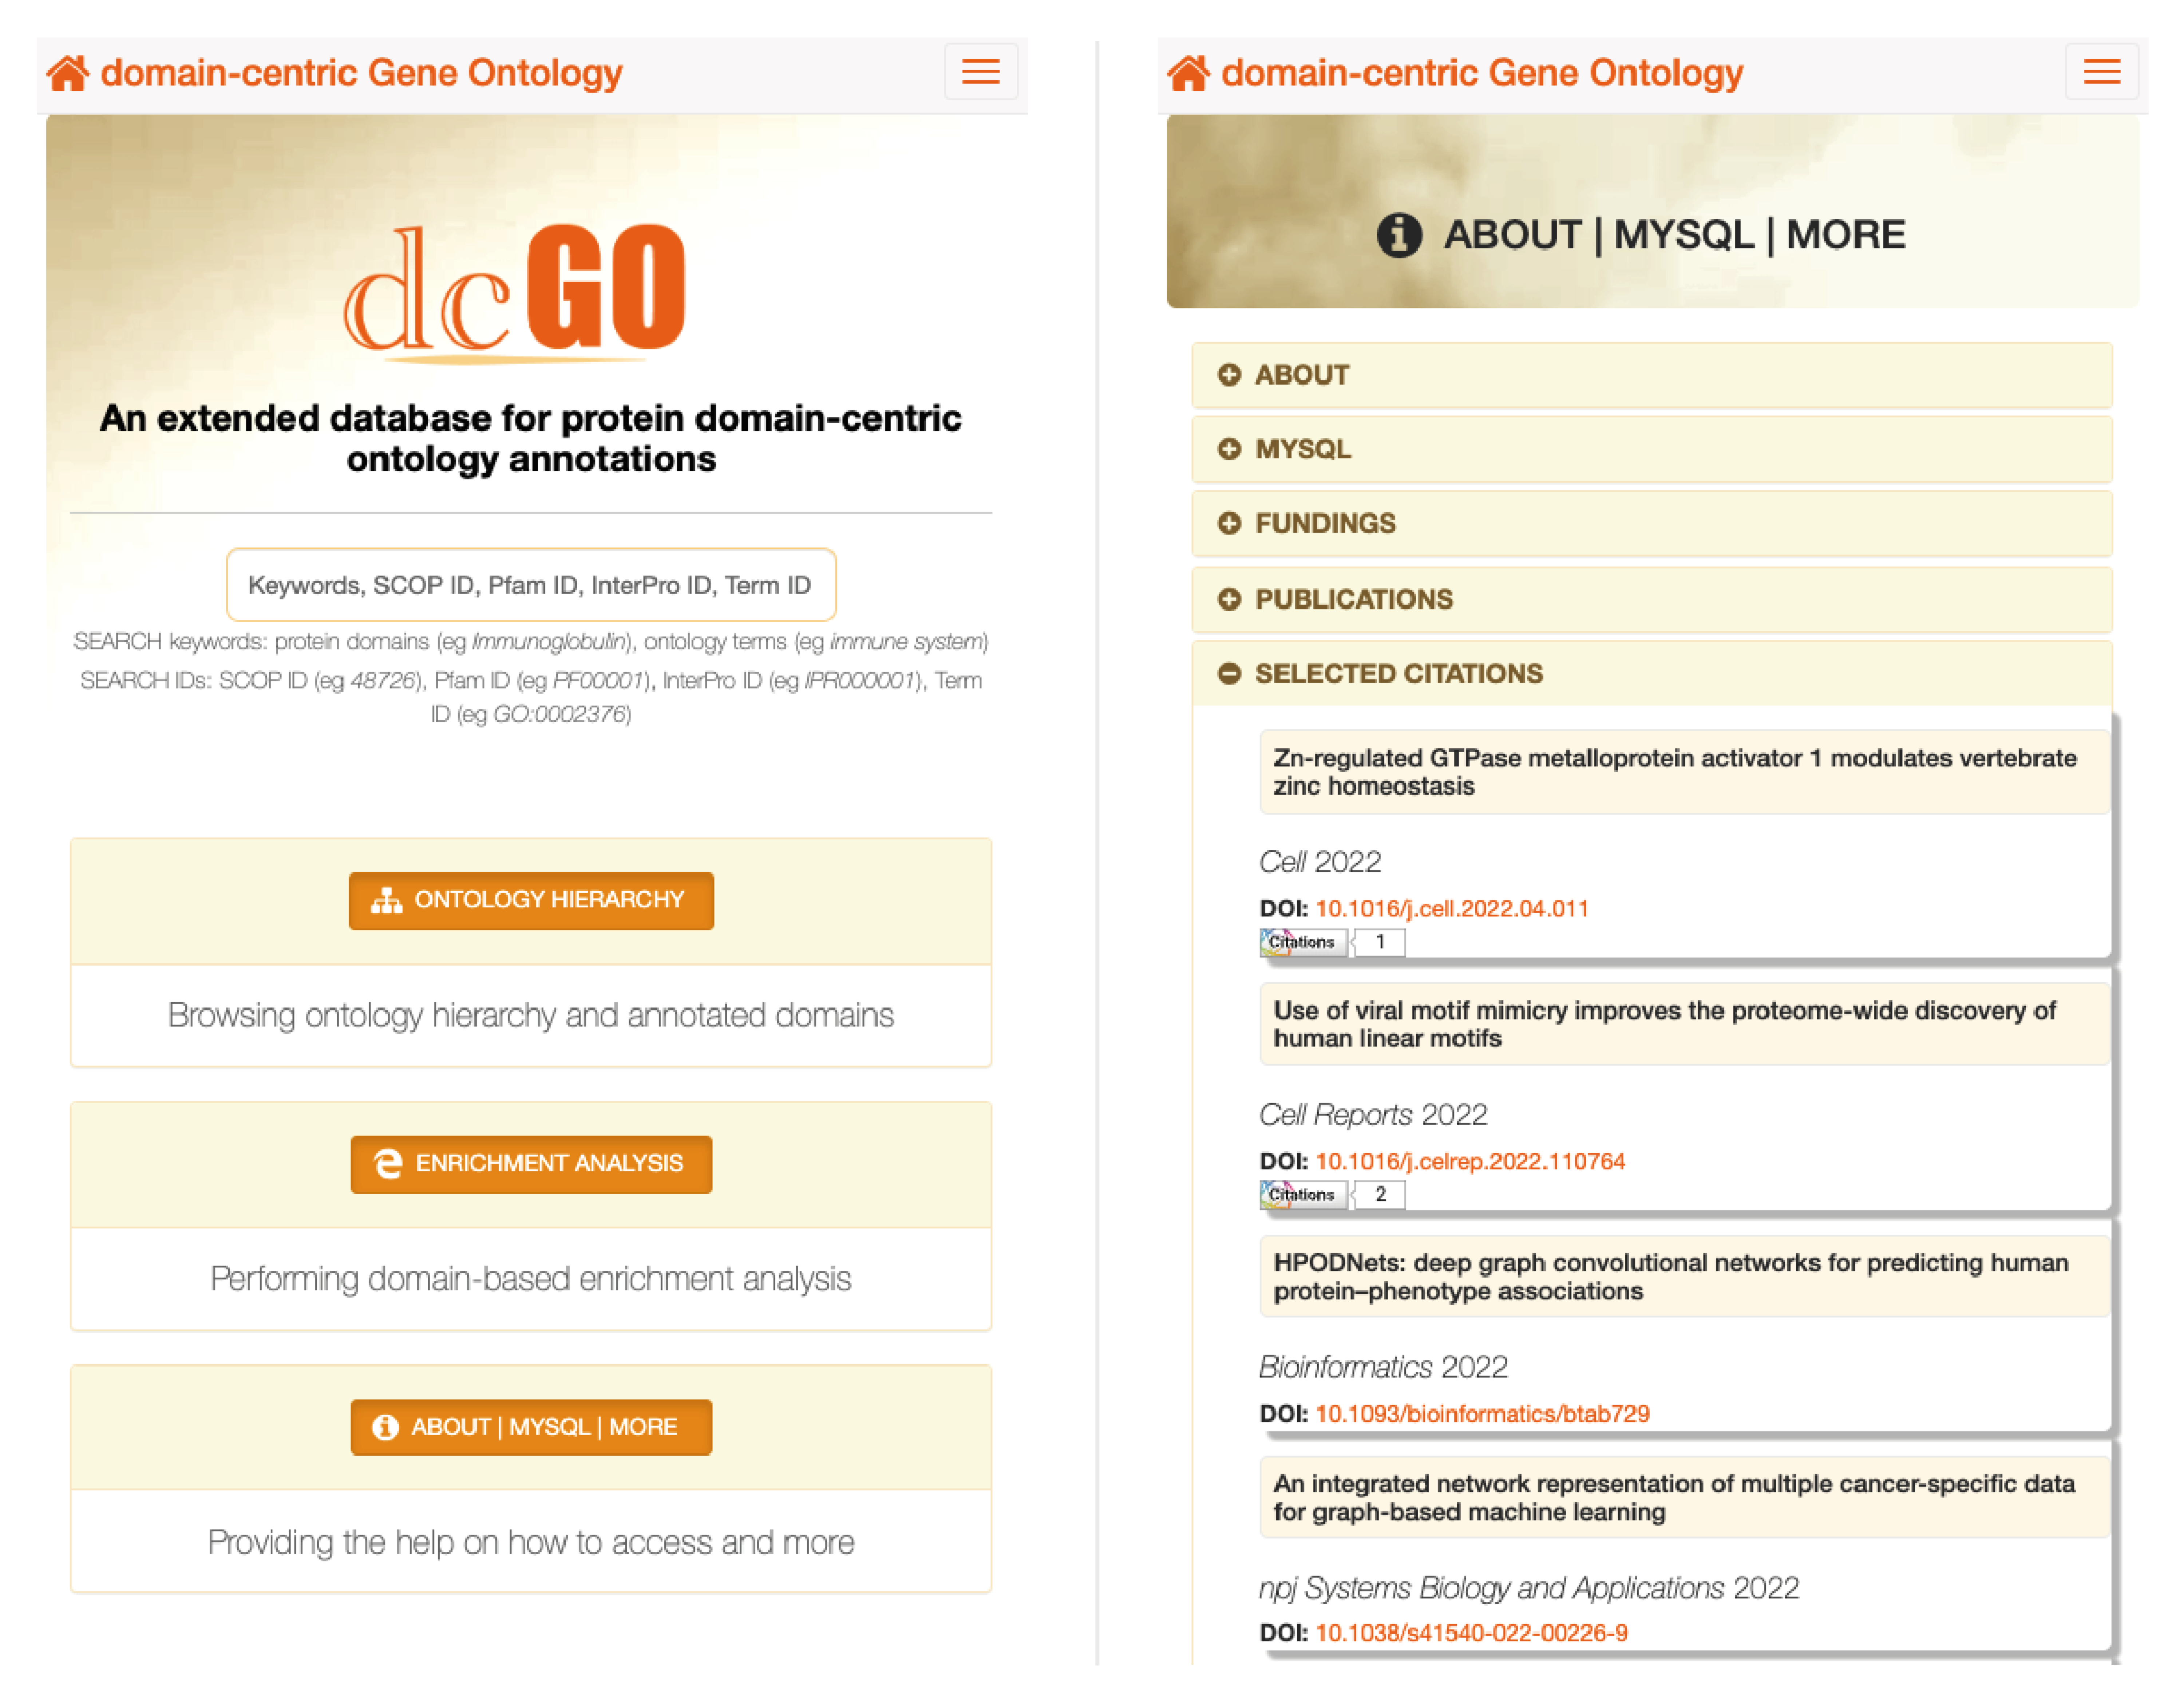 domain-centric Gene Ontology
dcGO
An extended database for protein domain-centric
ontology annotations
Keywords, SCOP ID, Pfam ID, InterPro ID, Term ID
SEARCH keywords: protein domains (eg Immunoglobulin), ontology terms (eg immune system)
SEARCH IDs: SCOP ID (eg 48726), Pfam ID (eg PF00001), InterPro ID (eg IPR000001), Term
ID (eg GO:0002376)
ONTOLOGY HIERARCHY
Browsing ontology hierarchy and annotated domains
ENRICHMENT ANALYSIS
Performing domain-based enrichment analysis
ABOUT | MYSQL | MORE
Providing the help on how to access and more
domain-centric Gene Ontology
ABOUT | MYSQL | MORE
ABOUT
MYSQL
FUNDINGS
PUBLICATIONS
SELECTED CITATIONS
Zn-regulated GTPase metalloprotein activator 1 modulates vertebrate
zinc homeostasis
Cell 2022
DOI: 10.1016/j.cell.2022.04.011
Citations 1
Use of viral motif mimicry improves the proteome-wide discovery of
human linear motifs
Cell Reports 2022
DOI: 10.1016/j.celrep.2022.110764
Citations 2
HPODNets: deep graph convolutional networks for predicting human
protein–phenotype associations
Bioinformatics 2022
DOI: 10.1093/bioinformatics/btab729
An integrated network representation of multiple cancer-specific data
for graph-based machine learning
npj Systems Biology and Applications 2022
DOI: 10.1038/s41540-022-00226-9